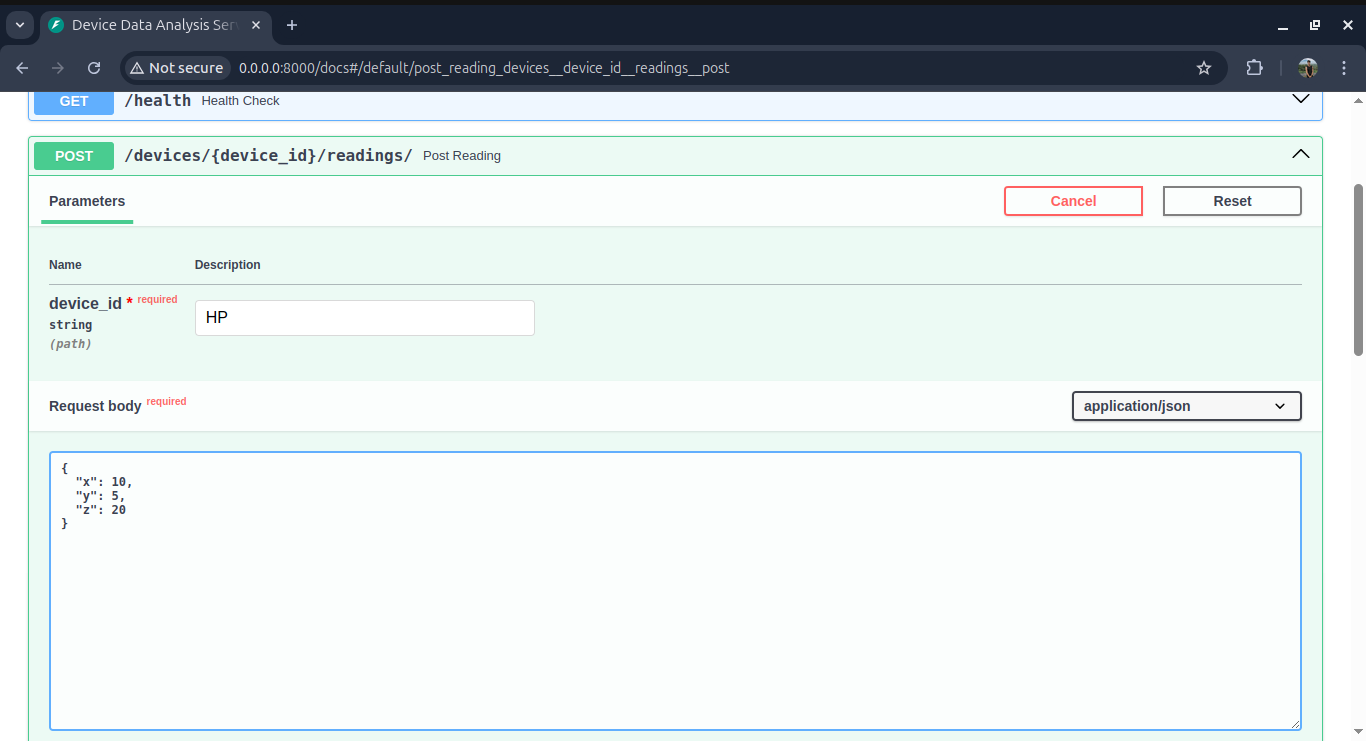 Device Data Analysis Ser
Not secure
0.0.0.0:8000/docs#/default/post_reading_devices__device_id__readings__post
GET /health Health Check
POST /devices/{device_id}/readings/ Post Reading
Parameters
Cancel
Reset
Name Description
device_id * required
string
(path)
HP
Request body required
application/json
{
"x": 10,
"y": 5,
"z": 20
}